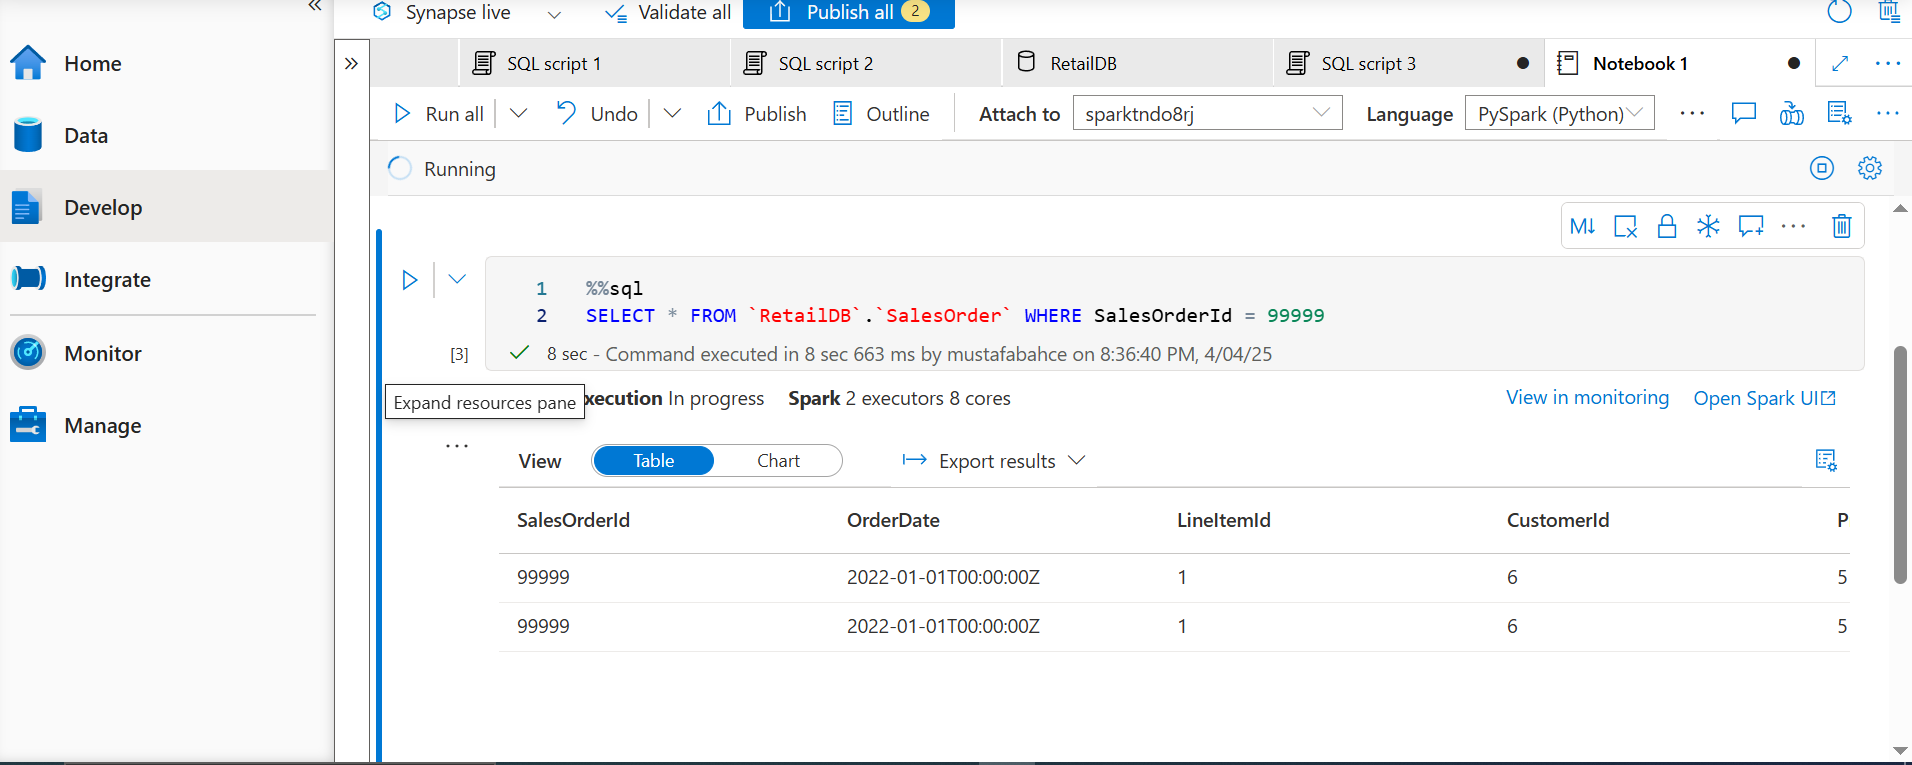 «
Synapse live
Validate all
Publish all 2
Home
Data
Develop
Integrate
Monitor
Manage
»
SQL script 1
SQL script 2
RetailDB
SQL script 3
Notebook 1
Run all
Undo
Publish
Outline
Attach to sparktndo8rj
Language PySpark (Python)
Running
M↓
1 %%sql
2 SELECT * FROM `RetailDB`.`SalesOrder` WHERE SalesOrderId = 99999
[3] 8 sec - Command executed in 8 sec 663 ms by mustafabahce on 8:36:40 PM, 4/04/25
Expand resources pane
xecution In progress Spark 2 executors 8 cores View in monitoring Open Spark UI
View Table Chart Export results
SalesOrderId OrderDate LineItemId CustomerId P
99999 2022-01-01T00:00:00Z 1 6 5
99999 2022-01-01T00:00:00Z 1 6 5